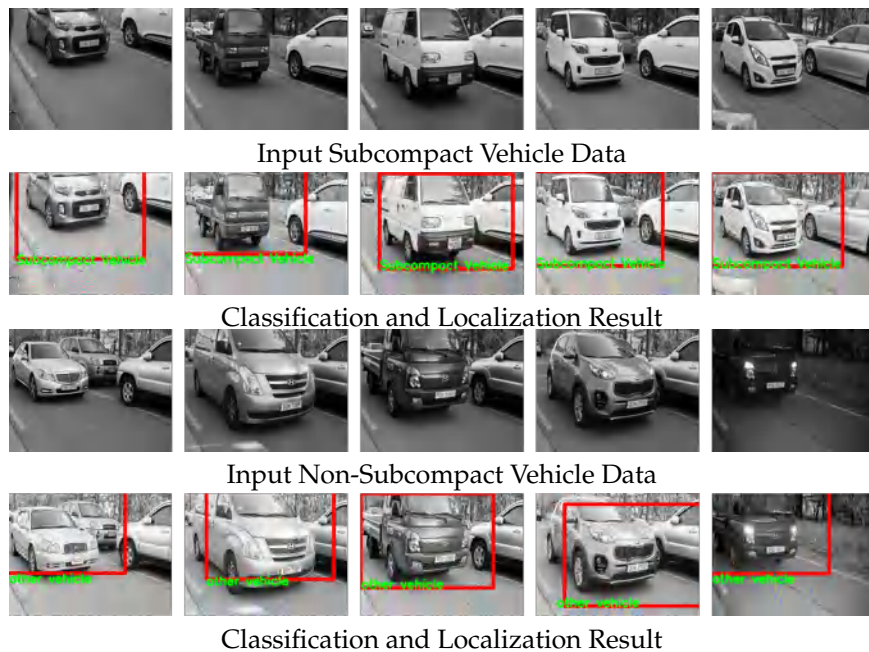 Input Subcompact Vehicle Data
Subcompact Vehicle
Subcompact Vehicle
Subcompact Vehicle
Subcompact Vehicle
Subcompact Vehicle
Classification and Localization Result
Input Non-Subcompact Vehicle Data
other vehicle
other vehicle
other vehicle
other vehicle
other vehicle
Classification and Localization Result